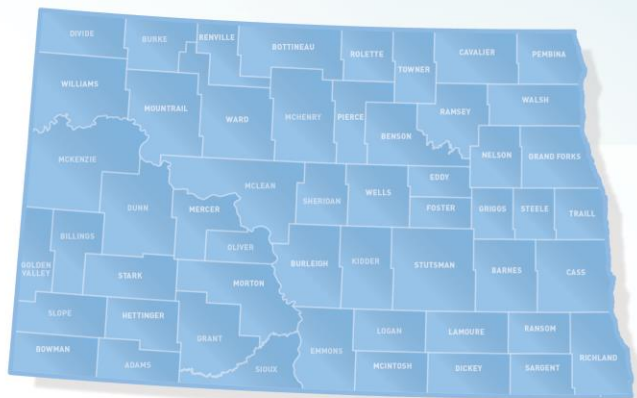 DIVIDE
BURKE
RENVILLE
BOTTINEAU
ROLETTE
TOWNER
CAVALIER
PEMBINA
WILLIAMS
MOUNTRAIL
WARD
MCHENRY
PIERCE
BENSON
RAMSEY
WALSH
MCKENZIE
DUNN
MCLEAN
MERCER
OLIVER
SHERIDAN
WELLS
EDDY
FOSTER
NELSON
GRAND FORKS
GRIGGS
STEELE
TRAILL
GOLDEN
VALLEY
BILLINGS
STARK
MORTON
BURLEIGH
KIDDER
STUTSMAN
BARNES
CASS
SLOPE
HETTINGER
GRANT
BOWMAN
ADAMS
SIOUX
EMMONS
LOGAN
LAMOURE
RANSOM
MCINTOSH
DICKEY
SARGENT
RICHLAND